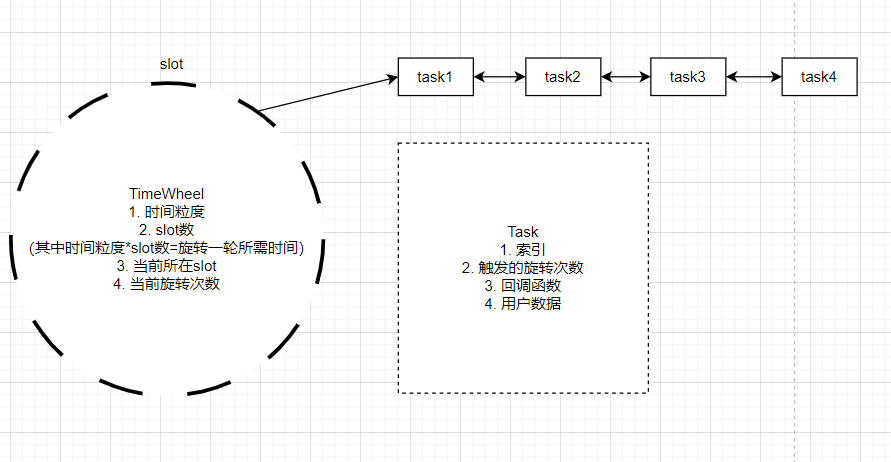 slot
task1
task2
task3
task4
TimeWheel
1. 时间粒度
2. slot数
（其中时间粒度*slot数=旋转一轮所需时间）
3. 当前所在slot
4. 当前旋转次数
Task
1. 索引
2. 触发的旋转次数
3. 回调函数
4. 用户数据